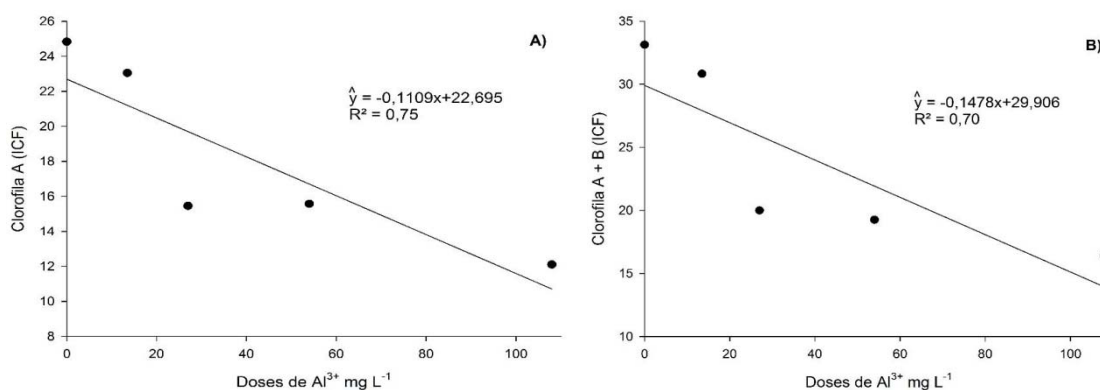 26
24
22
20
18
16
14
12
10
8
Clorofila A (ICF)
A)
ŷ = -0,1109x+22,695
R² = 0,75
0 20 40 60 80 100
Doses de Al³⁺ mg L⁻¹
35
30
25
20
15
10
Clorofila A + B (ICF)
B)
ŷ = -0,1478x+29,906
R² = 0,70
0 20 40 60 80 100
Doses de Al³⁺ mg L⁻¹